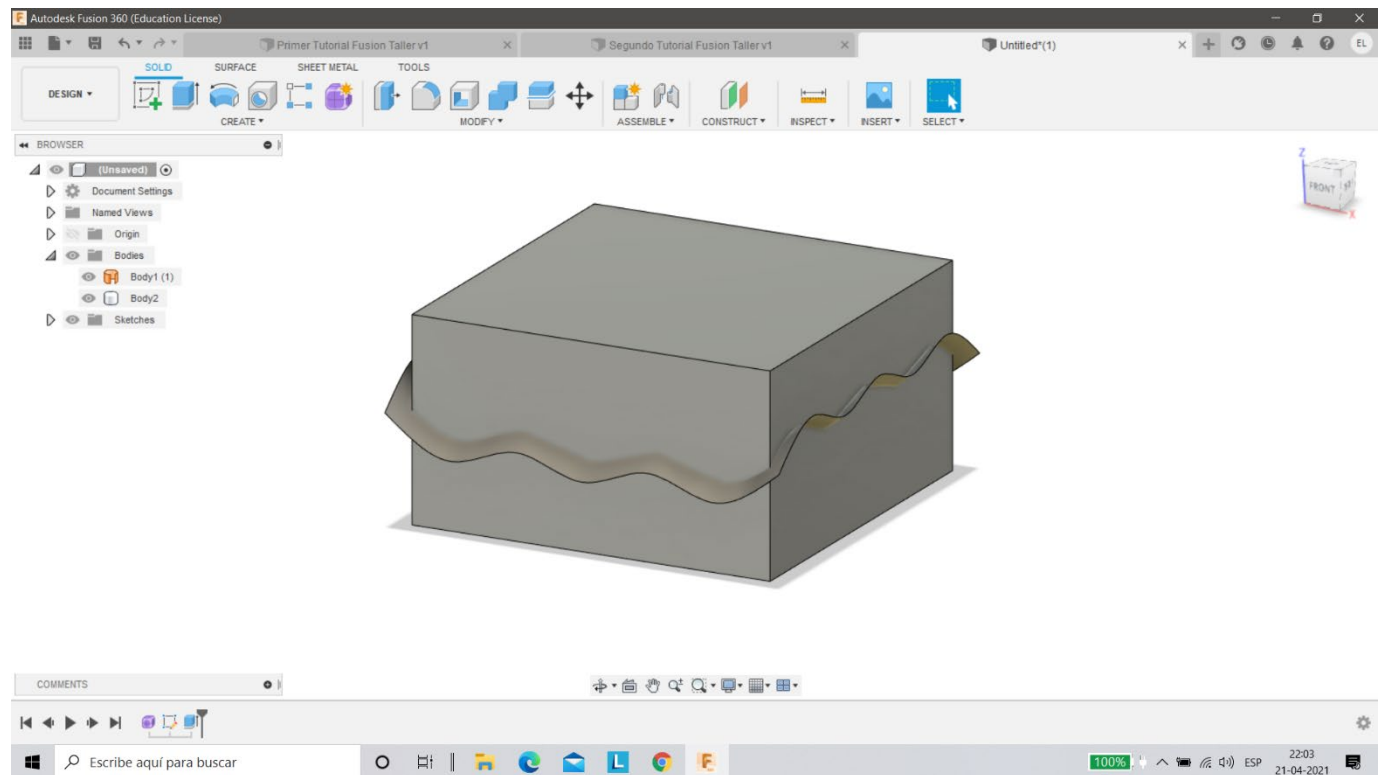 Autodesk Fusion 360 (Education License)
Primer Tutorial Fusion Taller v1
Segundo Tutorial Fusion Taller v1
Untitled*(1)
EL
SOLID SURFACE SHEET METAL TOOLS
DESIGN
CREATE MODIFY ASSEMBLE CONSTRUCT INSPECT INSERT SELECT
BROWSER
(Unsaved)
Document Settings
Named Views
Origin
Bodies
Body1 (1)
Body2
Sketches
Z
FRONT
X
COMMENTS
Escribe aquí para buscar
L
F
100%
ESP
22:03
21-04-2021